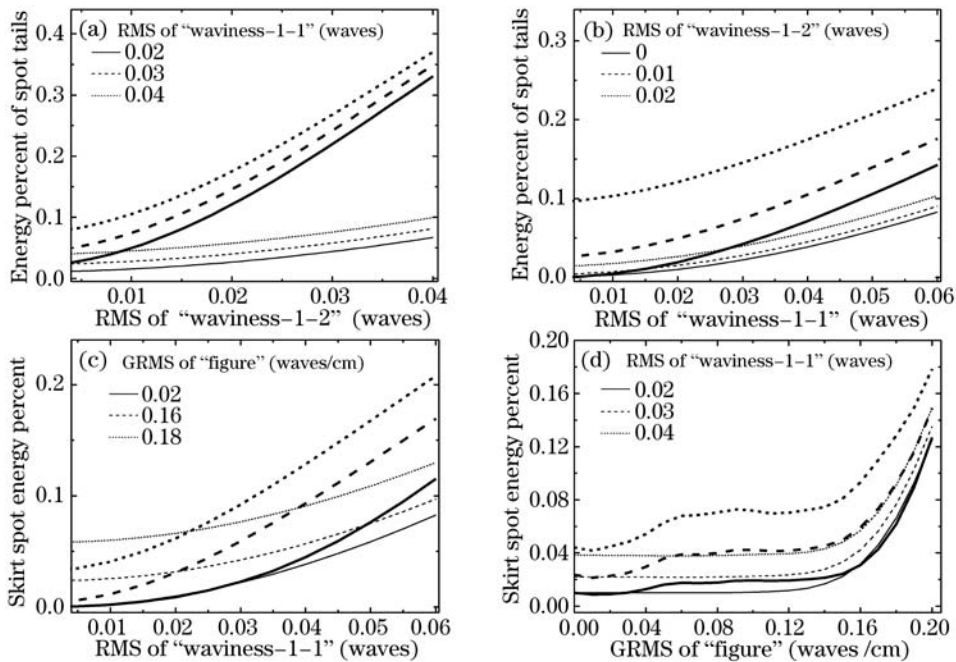 (a) RMS of “waviness–1–1” (waves)
0.02
0.03
0.04
Energy percent of spot tails
0.4
0.3
0.2
0.1
0.0
0.01 0.02 0.03 0.04
RMS of “waviness–1–2” (waves)
(b) RMS of “waviness–1–2” (waves)
0
0.01
0.02
Energy percent of spot tails
0.3
0.2
0.1
0.0
0.01 0.02 0.03 0.04 0.05 0.06
RMS of “waviness–1–1” (waves)
(c) GRMS of “figure” (waves/cm)
0.02
0.16
0.18
Skirt spot energy percent
0.2
0.1
0.0
0.01 0.02 0.03 0.04 0.05 0.06
RMS of “waviness–1–1” (waves)
(d) RMS of “waviness–1–1” (waves)
0.02
0.03
0.04
Skirt spot energy percent
0.20
0.16
0.12
0.08
0.04
0.00
0.00 0.04 0.08 0.12 0.16 0.20
GRMS of “figure” (waves /cm)